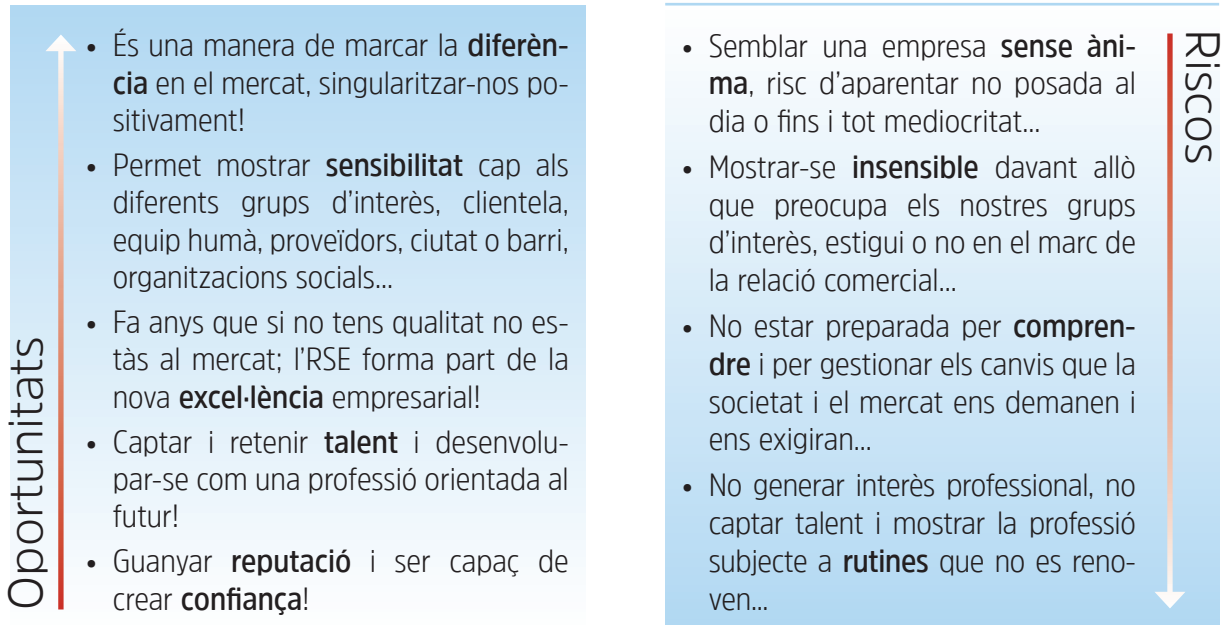 Oportunitats
• És una manera de marcar la diferèn-
cia en el mercat, singularitzar-nos po-
sitivament!
• Permet mostrar sensibilitat cap als
diferents grups d’interès, clientela,
equip humà, proveïdors, ciutat o barri,
organitzacions socials...
• Fa anys que si no tens qualitat no es-
tàs al mercat; l’RSE forma part de la
nova excel·lència empresarial!
• Captar i retenir talent i desenvolu-
par-se com una professió orientada al
futur!
• Guanyar reputació i ser capaç de
crear confiança!
Riscos
• Semblar una empresa sense àni-
ma, risc d’aparentar no posada al
dia o fins i tot mediocritat...
• Mostrar-se insensible davant allò
que preocupa els nostres grups
d’interès, estigui o no en el marc de
la relació comercial...
• No estar preparada per compren-
dre i per gestionar els canvis que la
societat i el mercat ens demanen i
ens exigiran...
• No generar interès professional, no
captar talent i mostrar la professió
subjecte a rutines que no es reno-
ven...